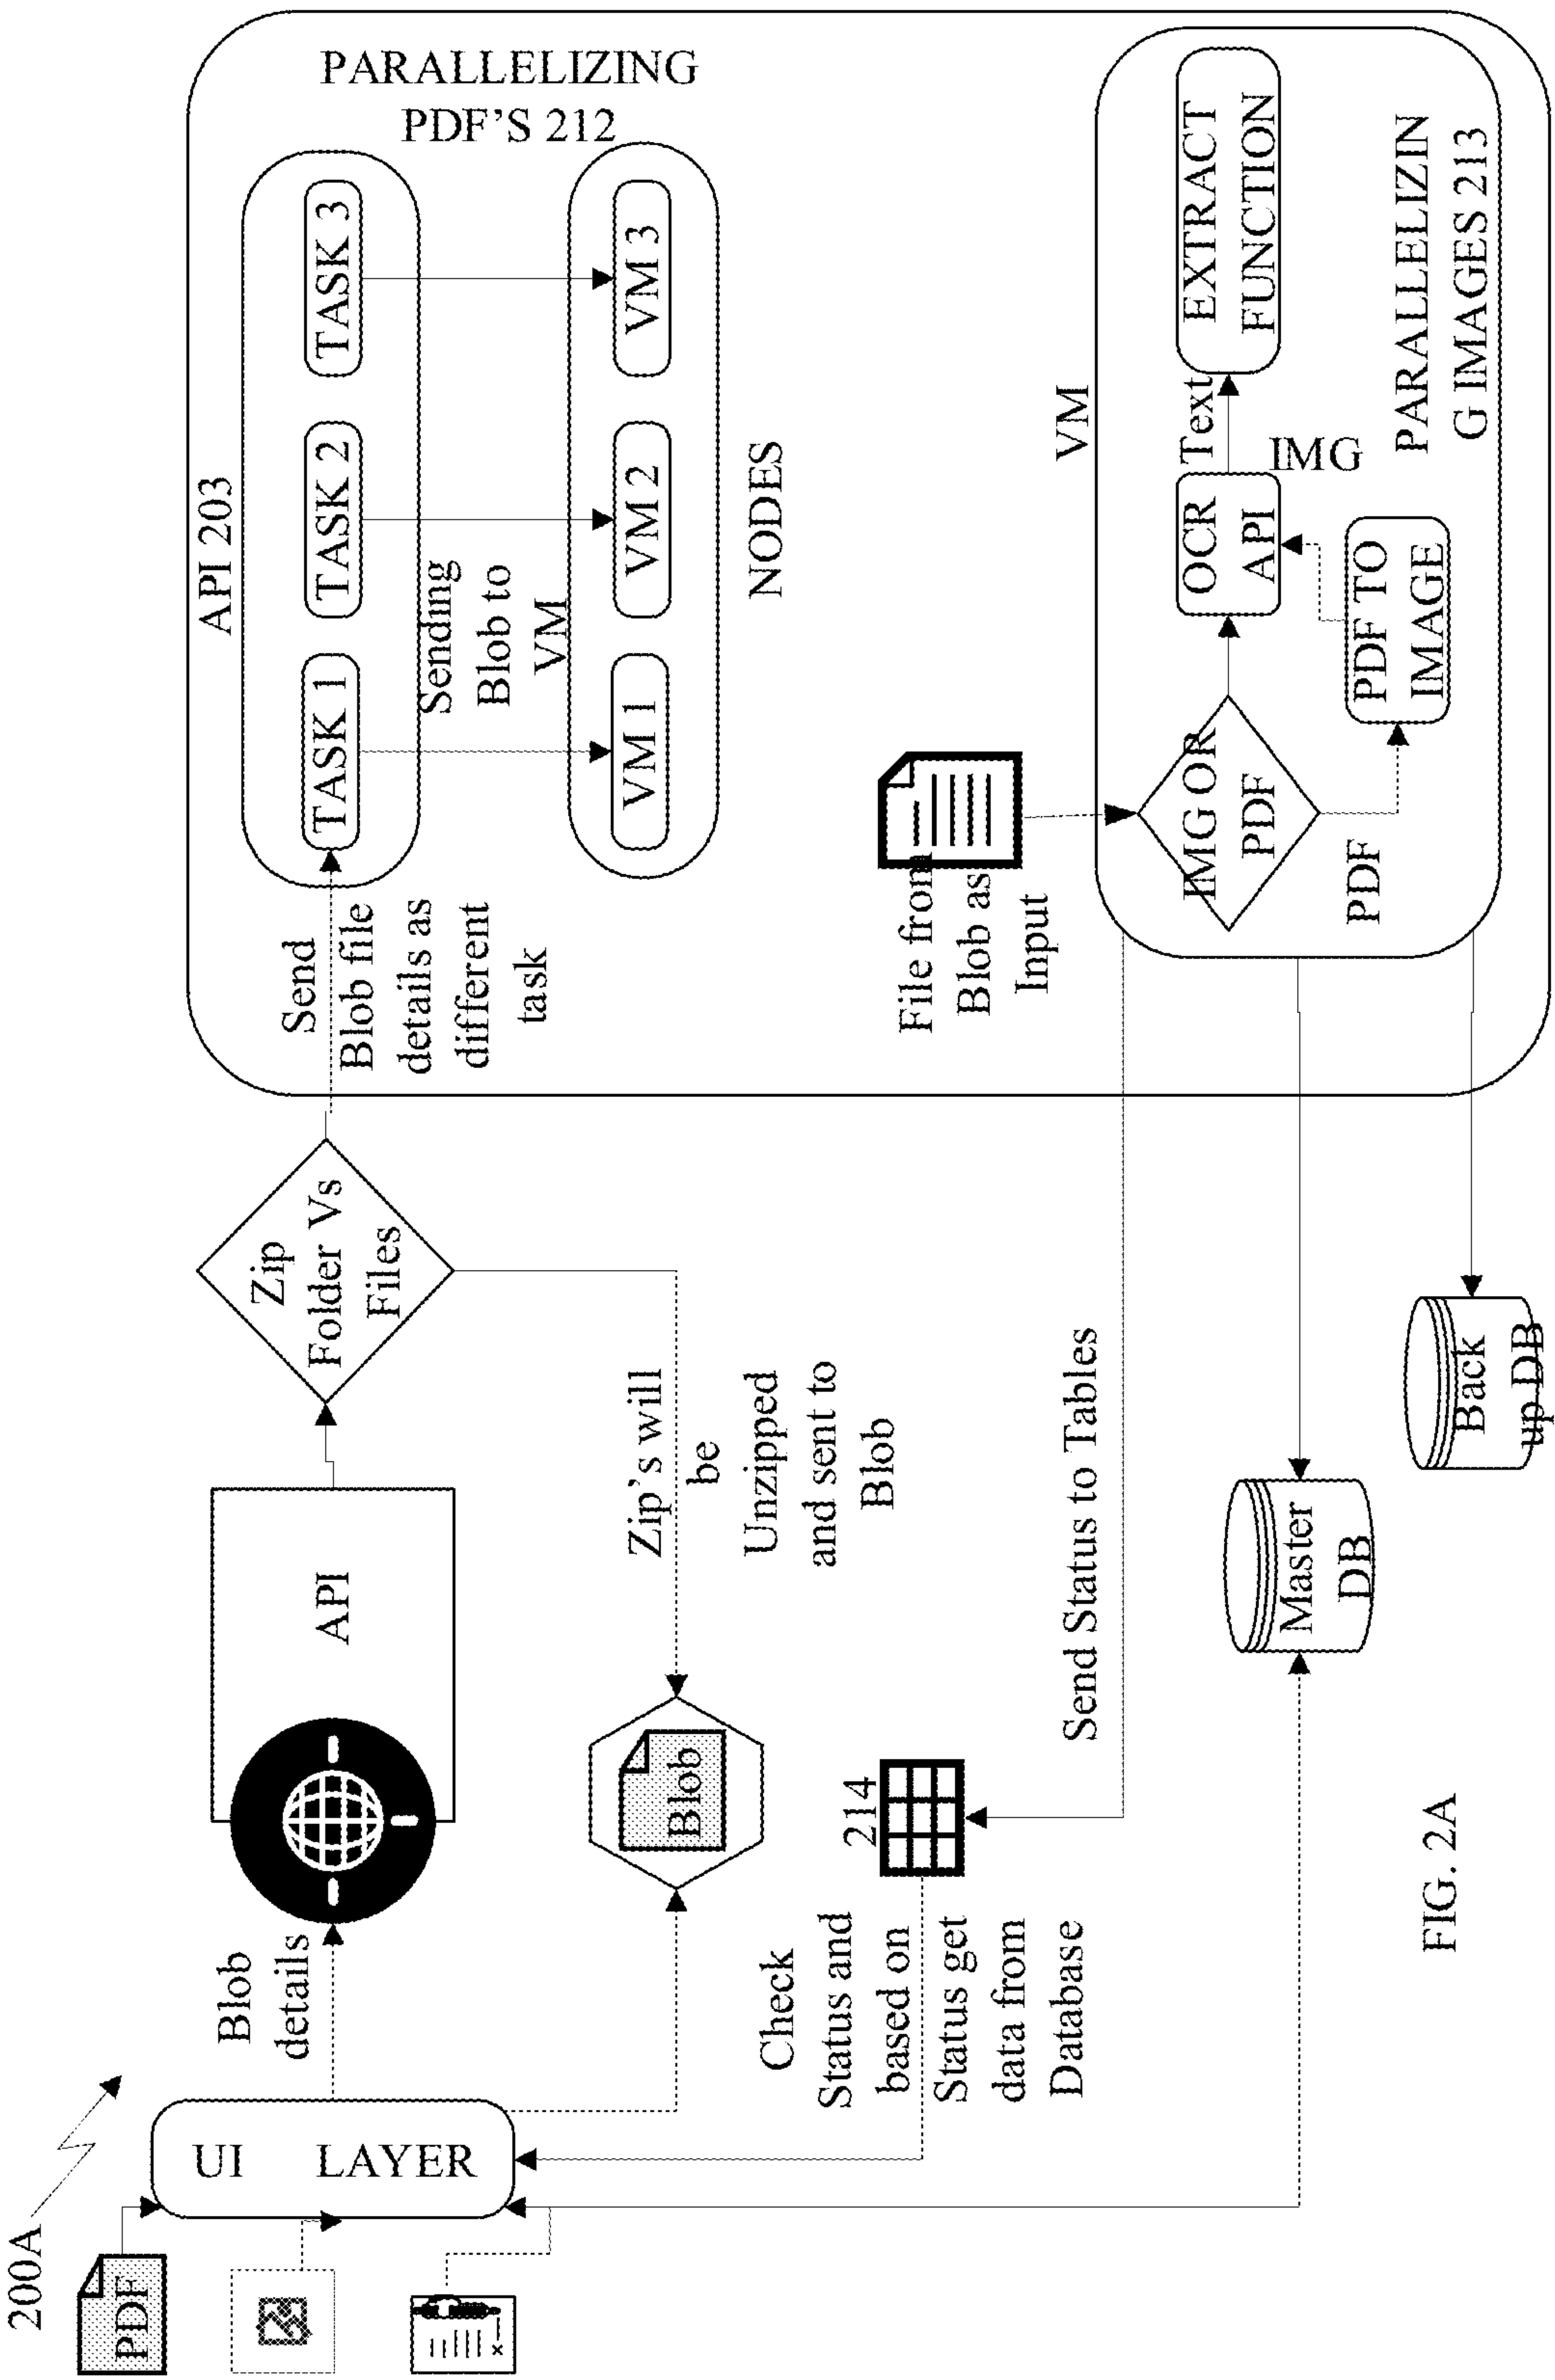 200A
PDF
UI LAYER
Blob
details
API
Zip
Folder Vs
Files
Zip's will
be
Unzipped
and sent to
Blob
Blob
Send
Blob file
details as
different
task
API 203
TASK 1
TASK 2
TASK 3
PARALLELIZING
PDF'S 212
Sending
Blob to
VM
VM 1
VM 2
VM 3
NODES
214
Check
Status and
based on
Status get
data from
Database
Send Status to Tables
File from
Blob as
Input
VM
IMG OR
PDF
OCR
API
Text
EXTRACT
FUNCTION
IMG
PDF
PDF TO
IMAGE
PARALLELIZIN
G IMAGES 213
Master
DB
Back
up DB
FIG. 2A